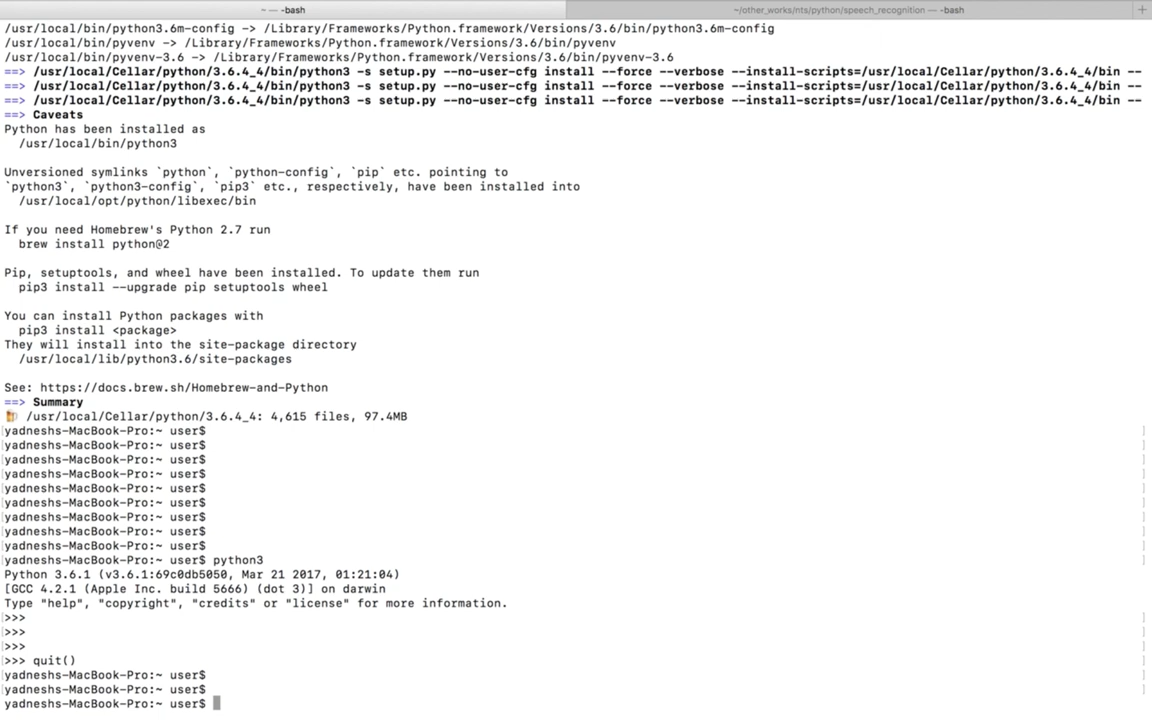 ~ — -bash
~/other_works/nts/python/speech_recognition — -bash
+
/usr/local/bin/python3.6m-config -> /Library/Frameworks/Python.framework/Versions/3.6/bin/python3.6m-config
/usr/local/bin/pyvenv -> /Library/Frameworks/Python.framework/Versions/3.6/bin/pyvenv
/usr/local/bin/pyvenv-3.6 -> /Library/Frameworks/Python.framework/Versions/3.6/bin/pyvenv-3.6
==> /usr/local/Cellar/python/3.6.4_4/bin/python3 -s setup.py --no-user-cfg install --force --verbose --install-scripts=/usr/local/Cellar/python/3.6.4_4/bin --
==> /usr/local/Cellar/python/3.6.4_4/bin/python3 -s setup.py --no-user-cfg install --force --verbose --install-scripts=/usr/local/Cellar/python/3.6.4_4/bin --
==> /usr/local/Cellar/python/3.6.4_4/bin/python3 -s setup.py --no-user-cfg install --force --verbose --install-scripts=/usr/local/Cellar/python/3.6.4_4/bin --
==> Caveats
Python has been installed as
/usr/local/bin/python3
Unversioned symlinks `python`, `python-config`, `pip` etc. pointing to
`python3`, `python3-config`, `pip3` etc., respectively, have been installed into
/usr/local/opt/python/libexec/bin
If you need Homebrew's Python 2.7 run
brew install python@2
Pip, setuptools, and wheel have been installed. To update them run
pip3 install --upgrade pip setuptools wheel
You can install Python packages with
pip3 install <package>
They will install into the site-package directory
/usr/local/lib/python3.6/site-packages
See: https://docs.brew.sh/Homebrew-and-Python
==> Summary
🍺 /usr/local/Cellar/python/3.6.4_4: 4,615 files, 97.4MB
[yadneshs-MacBook-Pro:~ user$ ]
[yadneshs-MacBook-Pro:~ user$ ]
[yadneshs-MacBook-Pro:~ user$ ]
[yadneshs-MacBook-Pro:~ user$ ]
[yadneshs-MacBook-Pro:~ user$ ]
[yadneshs-MacBook-Pro:~ user$ ]
[yadneshs-MacBook-Pro:~ user$ ]
[yadneshs-MacBook-Pro:~ user$ ]
[yadneshs-MacBook-Pro:~ user$ ]
[yadneshs-MacBook-Pro:~ user$ python3 ]
Python 3.6.1 (v3.6.1:69c0db5050, Mar 21 2017, 01:21:04)
[GCC 4.2.1 (Apple Inc. build 5666) (dot 3)] on darwin
Type "help", "copyright", "credits" or "license" for more information.
[>>> ]
[>>> ]
[>>> ]
[>>> quit() ]
[yadneshs-MacBook-Pro:~ user$ ]
[yadneshs-MacBook-Pro:~ user$ ]
yadneshs-MacBook-Pro:~ user$